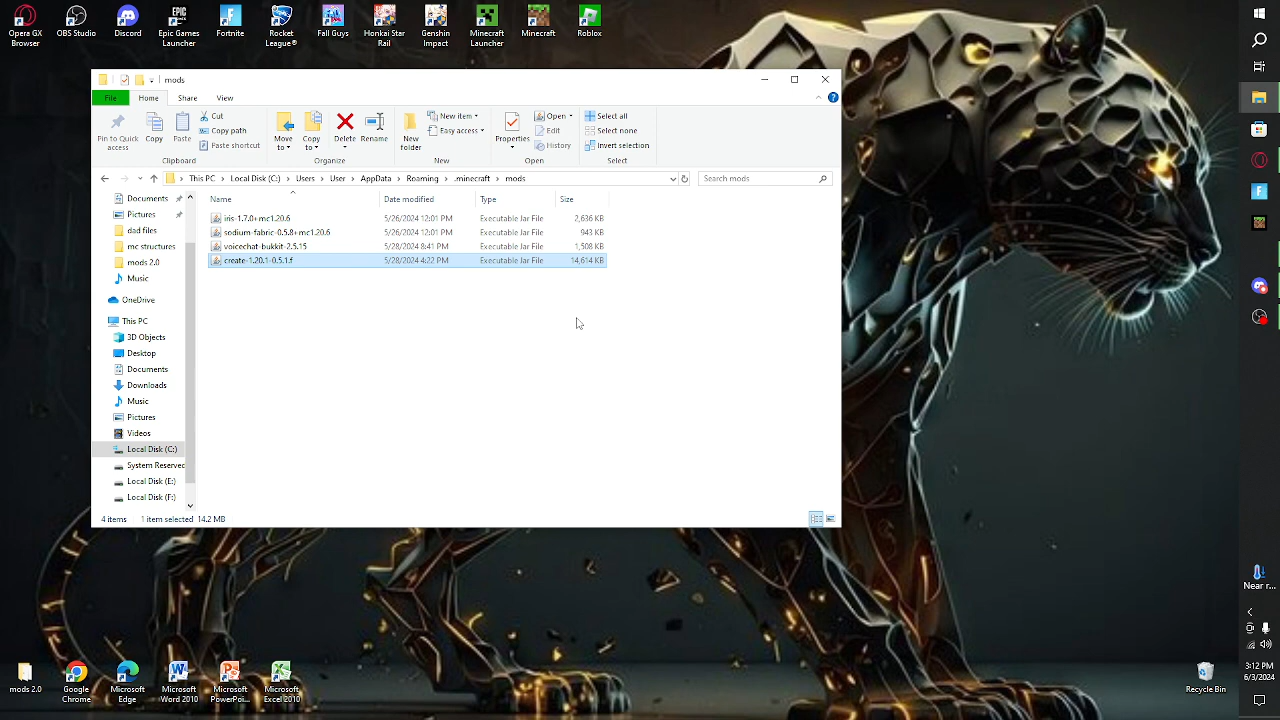 Opera GX Browser
OBS Studio
Discord
Epic Games Launcher
Fortnite
Rocket League®
Fall Guys
Honkai Star Rail
Genshin Impact
Minecraft Launcher
Minecraft
Roblox
mods
File
Home
Share
View
Pin to Quick access
Copy
Paste
Cut
Copy path
Paste shortcut
Clipboard
Move to
Copy to
Delete
Rename
Organize
New folder
New item
Easy access
New
Properties
Open
Edit
History
Open
Select all
Select none
Invert selection
Select
This PC > Local Disk (C:) > Users > User > AppData > Roaming > .minecraft > mods
Search mods
Documents
Pictures
dad files
mc structures
mods 2.0
Music
OneDrive
This PC
3D Objects
Desktop
Documents
Downloads
Music
Pictures
Videos
Local Disk (C:)
System Reserved
Local Disk (E:)
Local Disk (F:)
Name Date modified Type Size
iris-1.7.0+mc1.20.6 5/26/2024 12:01 PM Executable Jar File 2,636 KB
sodium-fabric-0.5.8+mc1.20.6 5/26/2024 12:01 PM Executable Jar File 943 KB
voicechat-bukkit-2.5.15 5/28/2024 8:41 PM Executable Jar File 1,508 KB
create-1.20.1-0.5.1.f 5/28/2024 4:22 PM Executable Jar File 14,614 KB
4 items 1 item selected 14.2 MB
mods 2.0
Google Chrome
Microsoft Edge
Microsoft Word 2010
Microsoft PowerPoi...
Microsoft Excel 2010
Recycle Bin
Near r...
3:12 PM
6/3/2024